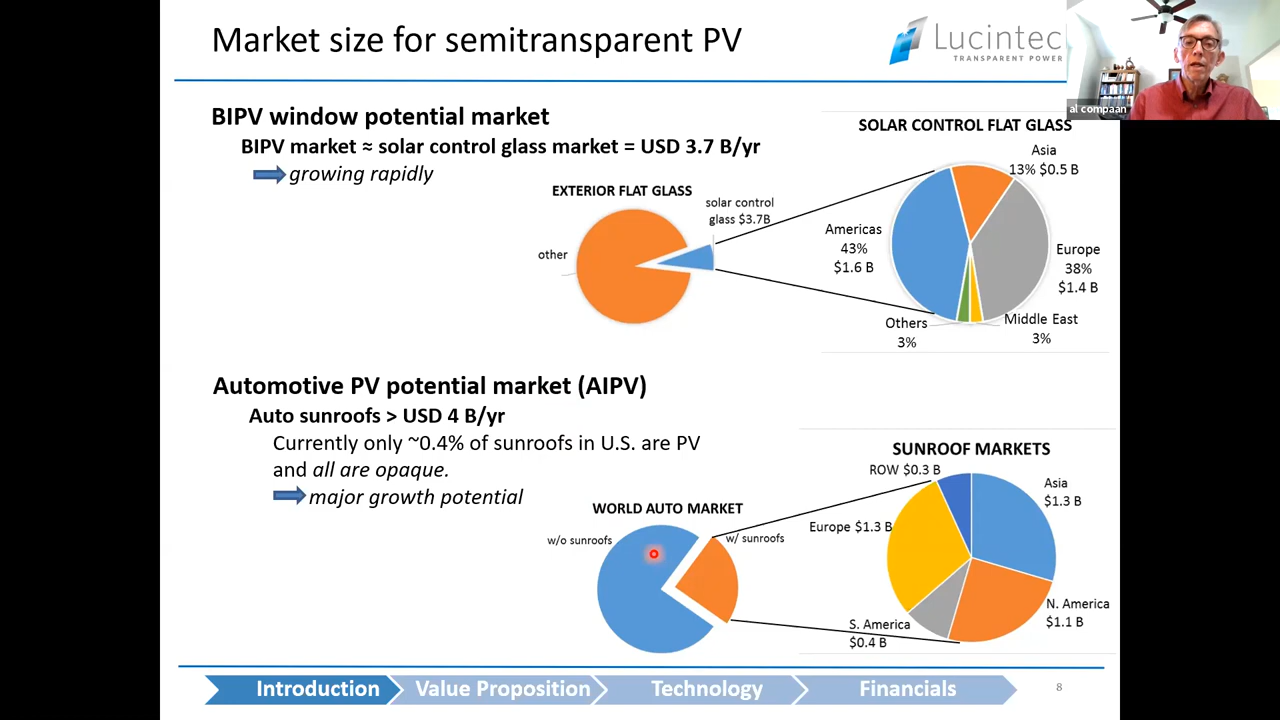 Market size for semitransparent PV
Lucintec
TRANSPARENT POWER
al compaan
BIPV window potential market
BIPV market ≈ solar control glass market = USD 3.7 B/yr
growing rapidly
EXTERIOR FLAT GLASS
solar control
glass $3.7B
other
SOLAR CONTROL FLAT GLASS
Asia
13% $0.5 B
Americas
43%
$1.6 B
Europe
38%
$1.4 B
Others
3%
Middle East
3%
Automotive PV potential market (AIPV)
Auto sunroofs > USD 4 B/yr
Currently only ~0.4% of sunroofs in U.S. are PV
and all are opaque.
major growth potential
WORLD AUTO MARKET
w/o sunroofs
w/ sunroofs
SUNROOF MARKETS
ROW $0.3 B
Asia
$1.3 B
Europe $1.3 B
N. America
$1.1 B
S. America
$0.4 B
Introduction
Value Proposition
Technology
Financials
8